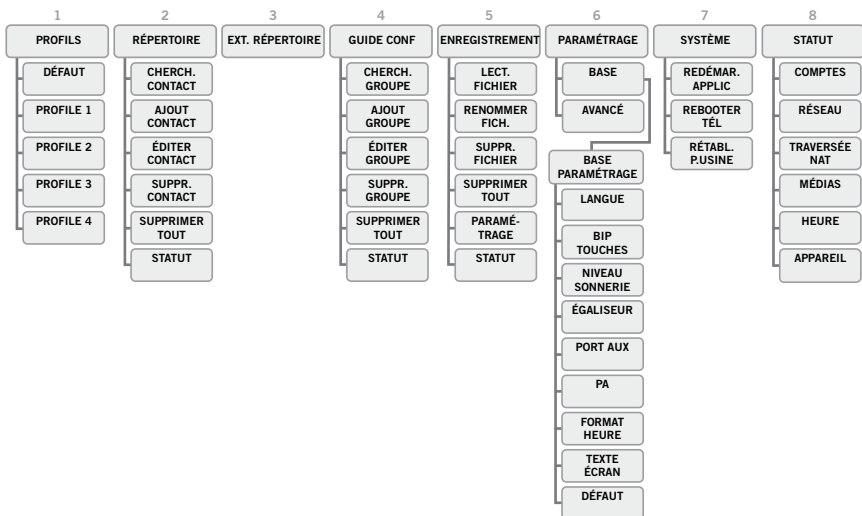 1
2
3
4
5
6
7
8
PROFILS
RÉPERTOIRE
EXT. RÉPERTOIRE
GUIDE CONF
ENREGISTREMENT
PARAMÉTRAGE
SYSTÈME
STATUT
DÉFAUT
PROFILE 1
PROFILE 2
PROFILE 3
PROFILE 4
CHERCH.
CONTACT
AJOUT
CONTACT
ÉDITER
CONTACT
SUPPR.
CONTACT
SUPPRIMER
TOUT
STATUT
CHERCH.
GROUPE
AJOUT
GROUPE
ÉDITER
GROUPE
SUPPR.
GROUPE
SUPPRIMER
TOUT
STATUT
LECT.
FICHIER
RENOMMER
FICH.
SUPPR.
FICHIER
SUPPRIMER
TOUT
PARAMÉ-
TRAGE
STATUT
BASE
AVANCÉ
BASE
PARAMÉTRAGE
LANGUE
BIP
TOUCHES
NIVEAU
SONNERIE
ÉGALISEUR
PORT AUX
PA
FORMAT
HEURE
TEXTE
ÉCRAN
DÉFAUT
REDÉMAR.
APPLIC
REBOOTER
TÉL
RÉTABL.
P.USINE
COMPTES
RÉSEAU
TRAVERSÉE
NAT
MÉDIAS
HEURE
APPAREIL